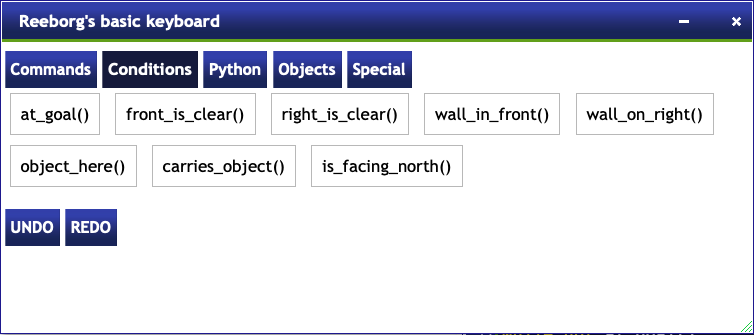 Reeborg's basic keyboard
Commands Conditions Python Objects Special
at_goal() front_is_clear() right_is_clear() wall_in_front() wall_on_right()
object_here() carries_object() is_facing_north()
UNDO REDO